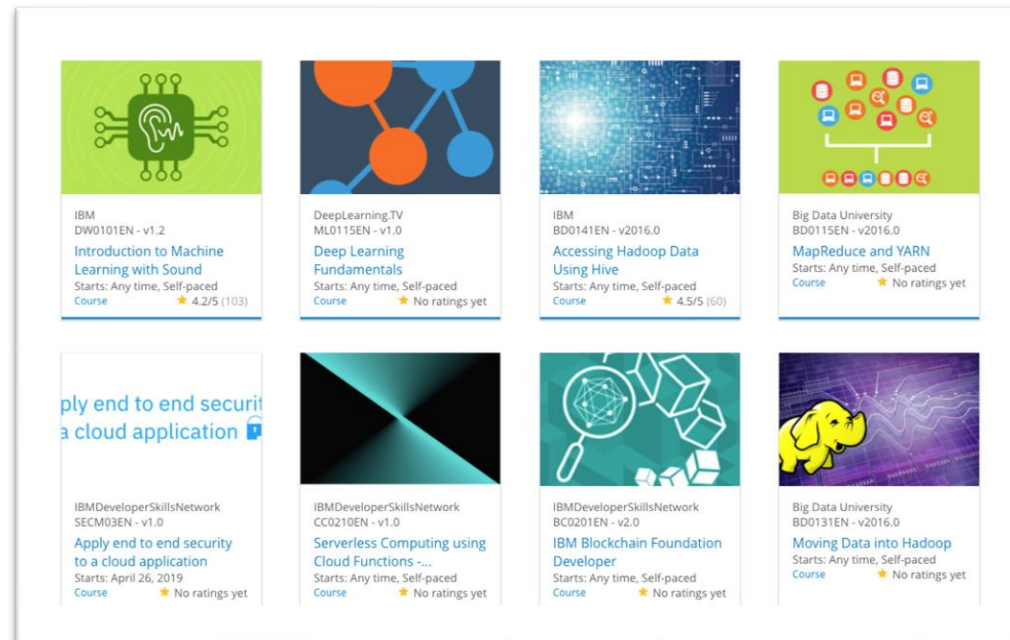 IBM
DW0101EN - v1.2
Introduction to Machine
Learning with Sound
Starts: Any time, Self-paced
Course 4.2/5 (103)
DeepLearning.TV
ML0115EN - v1.0
Deep Learning
Fundamentals
Starts: Any time, Self-paced
Course No ratings yet
IBM
BD0141EN - v2016.0
Accessing Hadoop Data
Using Hive
Starts: Any time, Self-paced
Course 4.5/5 (60)
Big Data University
BD0115EN - v2016.0
MapReduce and YARN
Starts: Any time, Self-paced
Course No ratings yet
ply end to end securit
a cloud application
IBMDeveloperSkillsNetwork
SECM03EN - v1.0
Apply end to end security
to a cloud application
Starts: April 26, 2019
Course No ratings yet
IBMDeveloperSkillsNetwork
CC0210EN - v1.0
Serverless Computing using
Cloud Functions -...
Starts: Any time, Self-paced
Course No ratings yet
IBMDeveloperSkillsNetwork
BC0201EN - v2.0
IBM Blockchain Foundation
Developer
Starts: Any time, Self-paced
Course No ratings yet
Big Data University
BD0131EN - v2016.0
Moving Data into Hadoop
Starts: Any time, Self-paced
Course No ratings yet